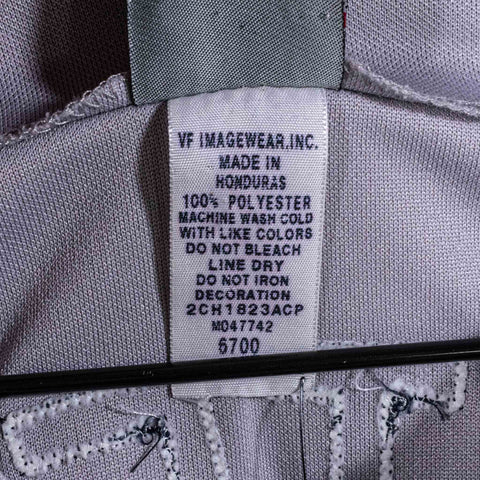 VF IMAGEWEAR.INC.
MADE IN
HONDURAS
100% POLYESTER
MACHINE WASH COLD
WITH LIKE COLORS
DO NOT BLEACH
LINE DRY
DO NOT IRON
DECORATION
2CH1823ACP
M047742
6700